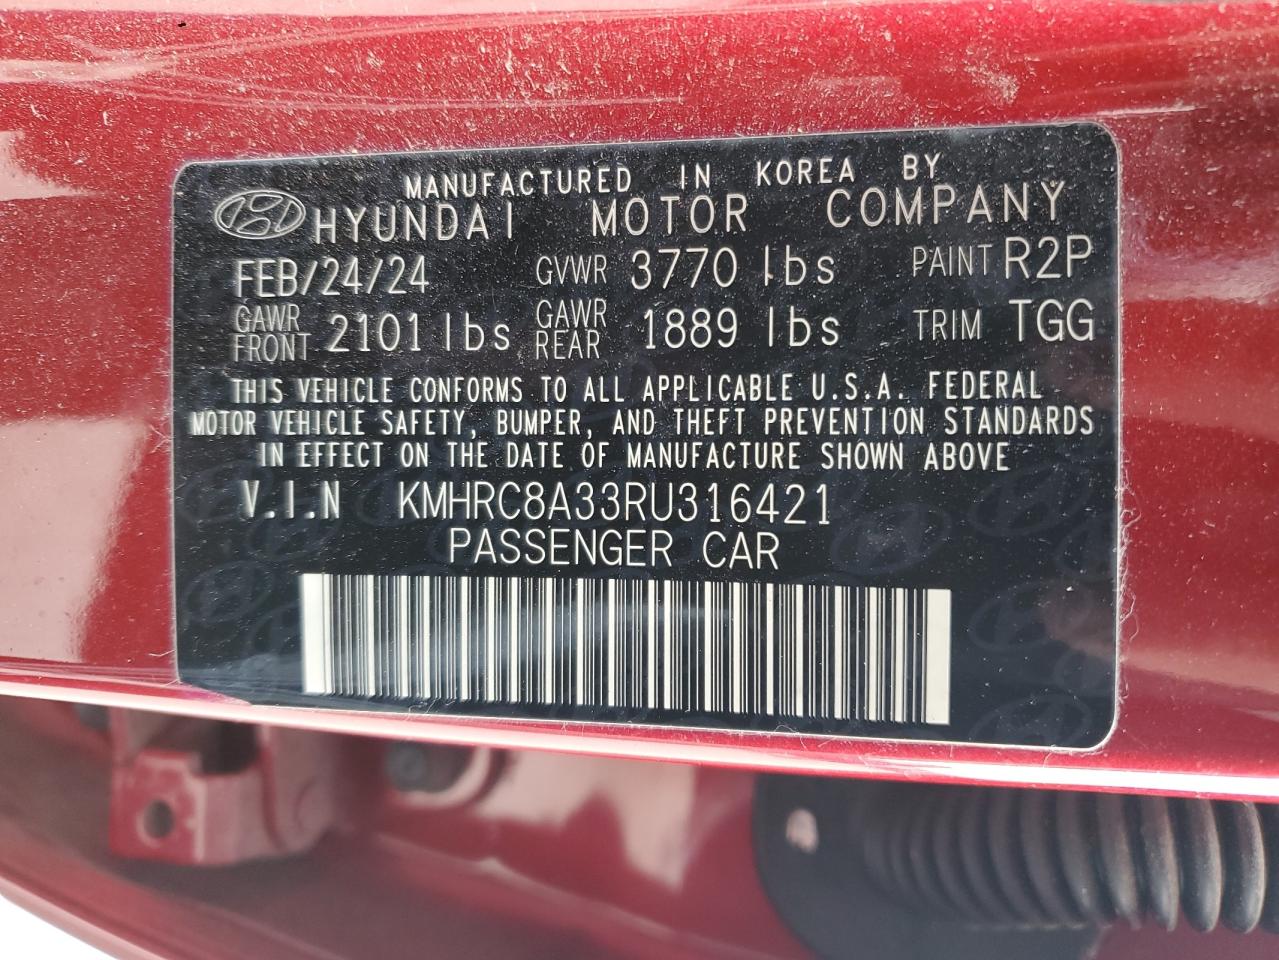 MANUFACTURED IN KOREA BY
HYUNDAI MOTOR COMPANY
FEB/24/24 GVWR 3770 lbs PAINT R2P
GAWR FRONT 2101 lbs GAWR REAR 1889 lbs TRIM TGG
THIS VEHICLE CONFORMS TO ALL APPLICABLE U.S.A. FEDERAL
MOTOR VEHICLE SAFETY, BUMPER, AND THEFT PREVENTION STANDARDS
IN EFFECT ON THE DATE OF MANUFACTURE SHOWN ABOVE
V.I.N KMHRC8A33RU316421
PASSENGER CAR